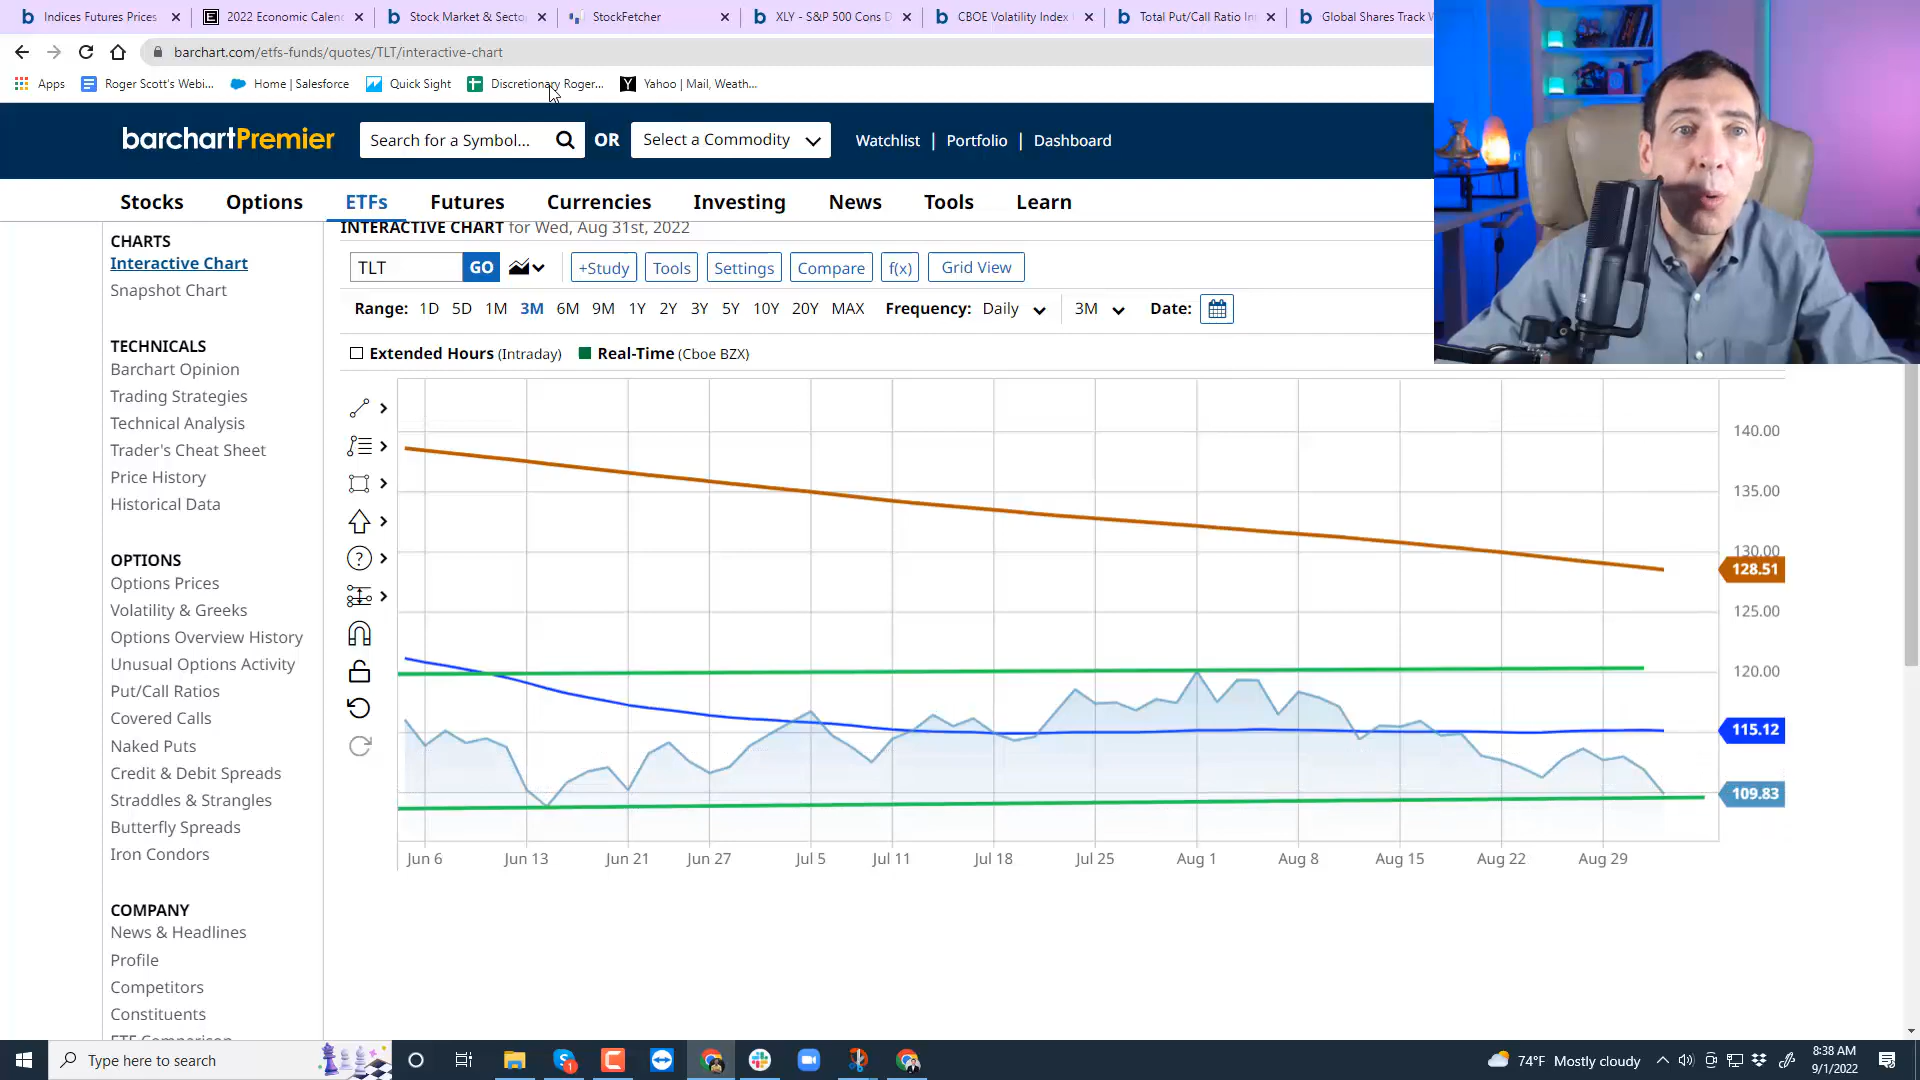 Indices Futures Prices
2022 Economic Calen
Stock Market & Secto
StockFetcher
XLY - S&P 500 Cons D
CBOE Volatility Index
Total Put/Call Ratio In
Global Shares Track
barchart.com/etfs-funds/quotes/TLT/interactive-chart
Apps
Roger Scott's Webi...
Home | Salesforce
Quick Sight
Discretionary Roger...
Yahoo | Mail, Weath...
barchartPremier
Search for a Symbol...
OR
Select a Commodity
Watchlist | Portfolio | Dashboard
Stocks
Options
ETFs
Futures
Currencies
Investing
News
Tools
Learn
CHARTS
Interactive Chart
Snapshot Chart
TECHNICALS
Barchart Opinion
Trading Strategies
Technical Analysis
Trader's Cheat Sheet
Price History
Historical Data
OPTIONS
Options Prices
Volatility & Greeks
Options Overview History
Unusual Options Activity
Put/Call Ratios
Covered Calls
Naked Puts
Credit & Debit Spreads
Straddles & Strangles
Butterfly Spreads
Iron Condors
COMPANY
News & Headlines
Profile
Competitors
Constituents
ETF Comparison
INTERACTIVE CHART for Wed, Aug 31st, 2022
TLT
GO
+Study
Tools
Settings
Compare
f(x)
Grid View
Range: 1D 5D 1M 3M 6M 9M 1Y 2Y 3Y 5Y 10Y 20Y MAX
Frequency: Daily
3M
Date:
Extended Hours (Intraday)
Real-Time (Cboe BZX)
140.00
135.00
130.00
128.51
125.00
120.00
115.12
109.83
Jun 6
Jun 13
Jun 21
Jun 27
Jul 5
Jul 11
Jul 18
Jul 25
Aug 1
Aug 8
Aug 15
Aug 22
Aug 29
Type here to search
74°F Mostly cloudy
8:38 AM
9/1/2022